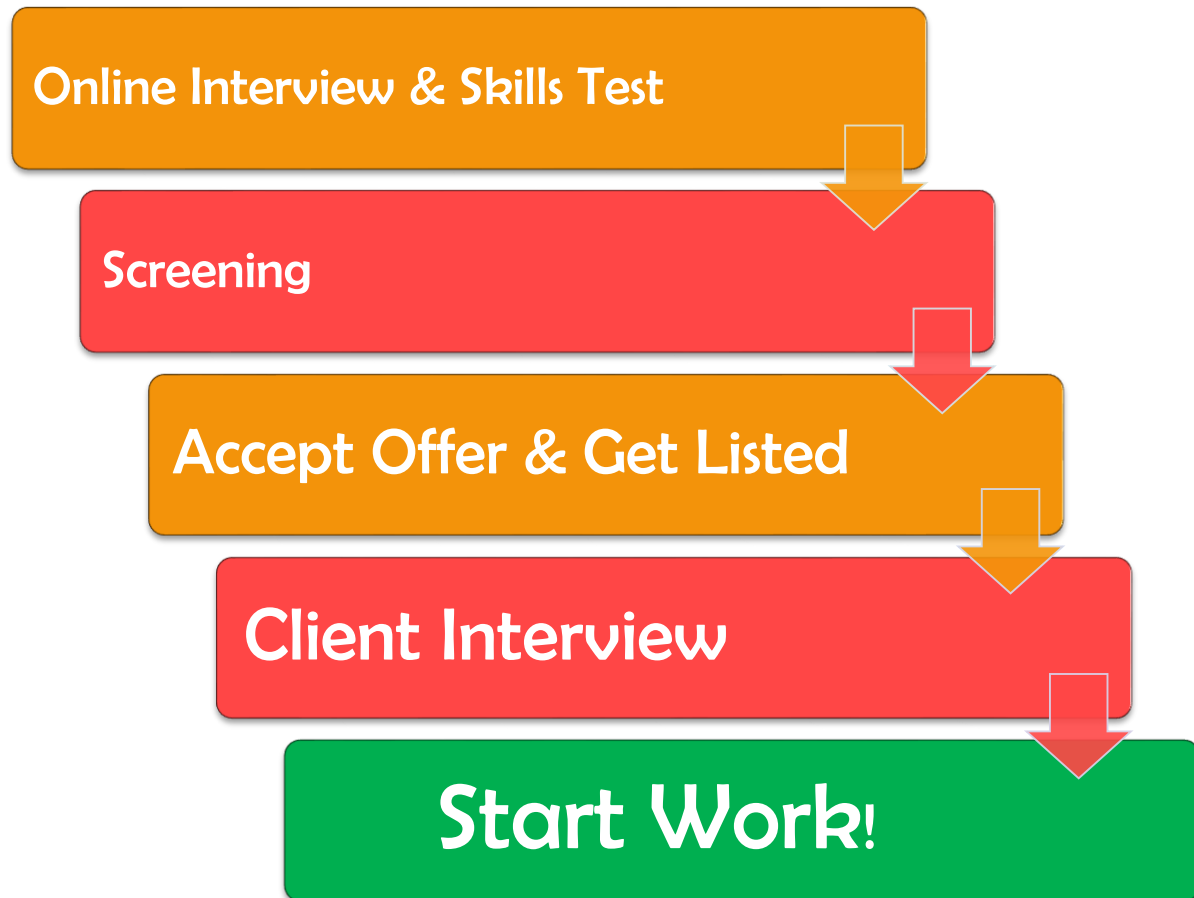 Online Interview & Skills Test
Screening
Accept Offer & Get Listed
Client Interview
Start Work!